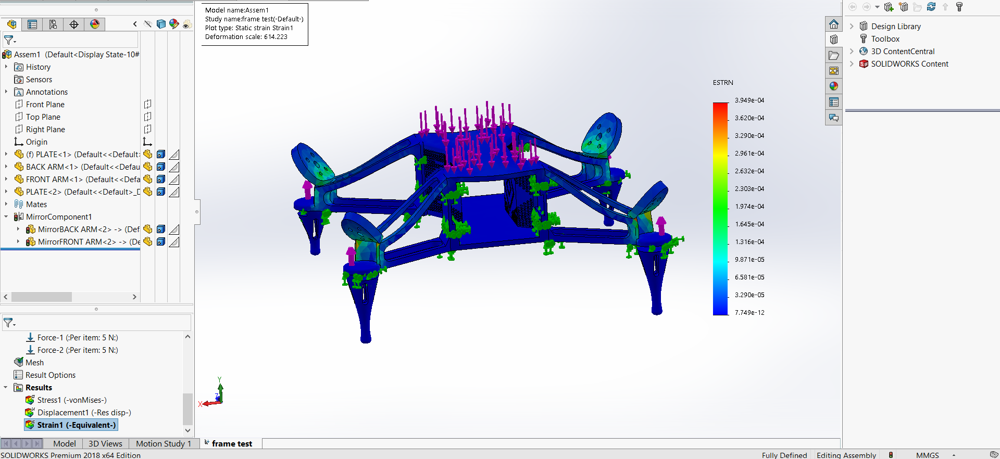 Model name:Assem1
Study name:frame test(-Default-)
Plot type: Static strain Strain1
Deformation scale: 614.223
Assem1 (Default<Display State-10#
History
Sensors
Annotations
Front Plane
Top Plane
Right Plane
Origin
(f) PLATE<1> (Default<<Default:
BACK ARM<1> (Default<<Defau
FRONT ARM<1> (Default<<Defa
PLATE<2> (Default<<Default>_D
Mates
MirrorComponent1
MirrorBACK ARM<2> -> (Def
MirrorFRONT ARM<2> -> (De
Force-1 (:Per item: 5 N:)
Force-2 (:Per item: 5 N:)
Mesh
Result Options
Results
Stress1 (-vonMises-)
Displacement1 (-Res disp-)
Strain1 (-Equivalent-)
ESTRN
3.949e-04
3.620e-04
3.290e-04
2.961e-04
2.632e-04
2.303e-04
1.974e-04
1.645e-04
1.316e-04
9.871e-05
6.581e-05
3.290e-05
7.749e-12
Y
Z
X
Design Library
Toolbox
3D ContentCentral
SW
SOLIDWORKS Content
Model
3D Views
Motion Study 1
frame test
SOLIDWORKS Premium 2018 x64 Edition
Fully Defined
Editing Assembly
MMGS